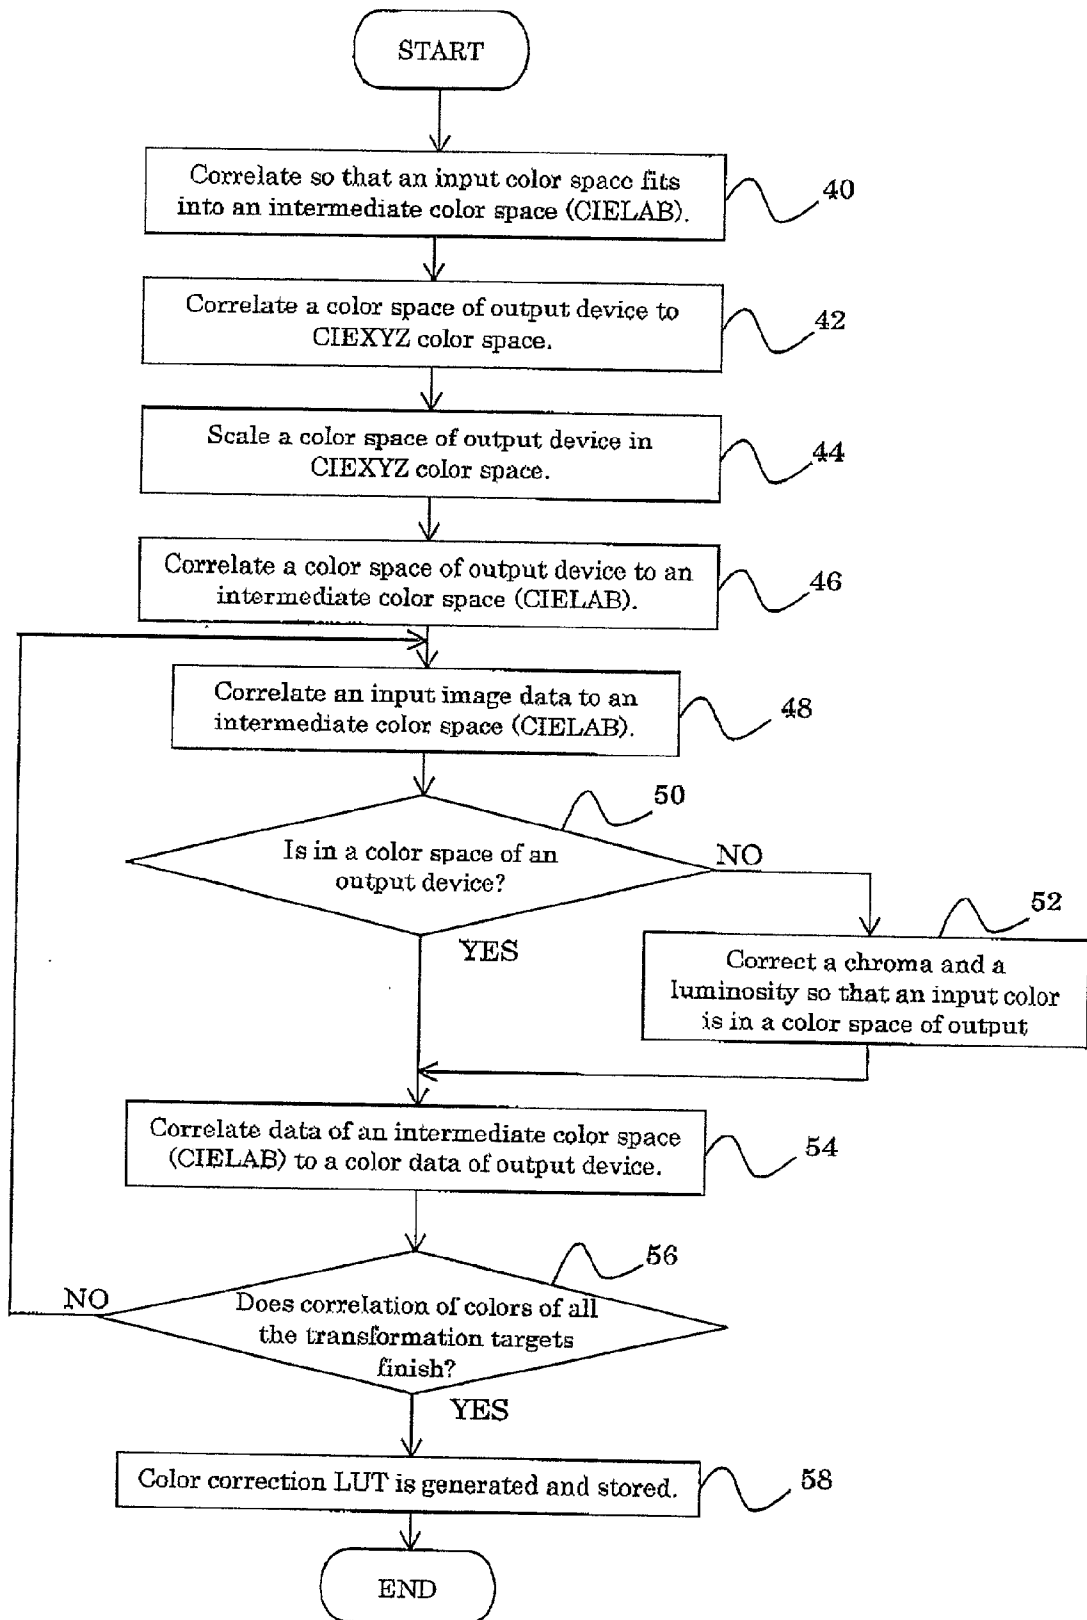 START
Correlate so that an input color space fits
into an intermediate color space (CIELAB).
40
Correlate a color space of output device to
CIEXYZ color space.
42
Scale a color space of output device in
CIEXYZ color space.
44
Correlate a color space of output device to an
intermediate color space (CIELAB).
46
Correlate an input image data to an
intermediate color space (CIELAB).
48
50
Is in a color space of an
output device?
NO
YES
52
Correct a chroma and a
luminosity so that an input color
is in a color space of output
Correlate data of an intermediate color space
(CIELAB) to a color data of output device.
54
56
NO
Does correlation of colors of all
the transformation targets
finish?
YES
Color correction LUT is generated and stored.
58
END